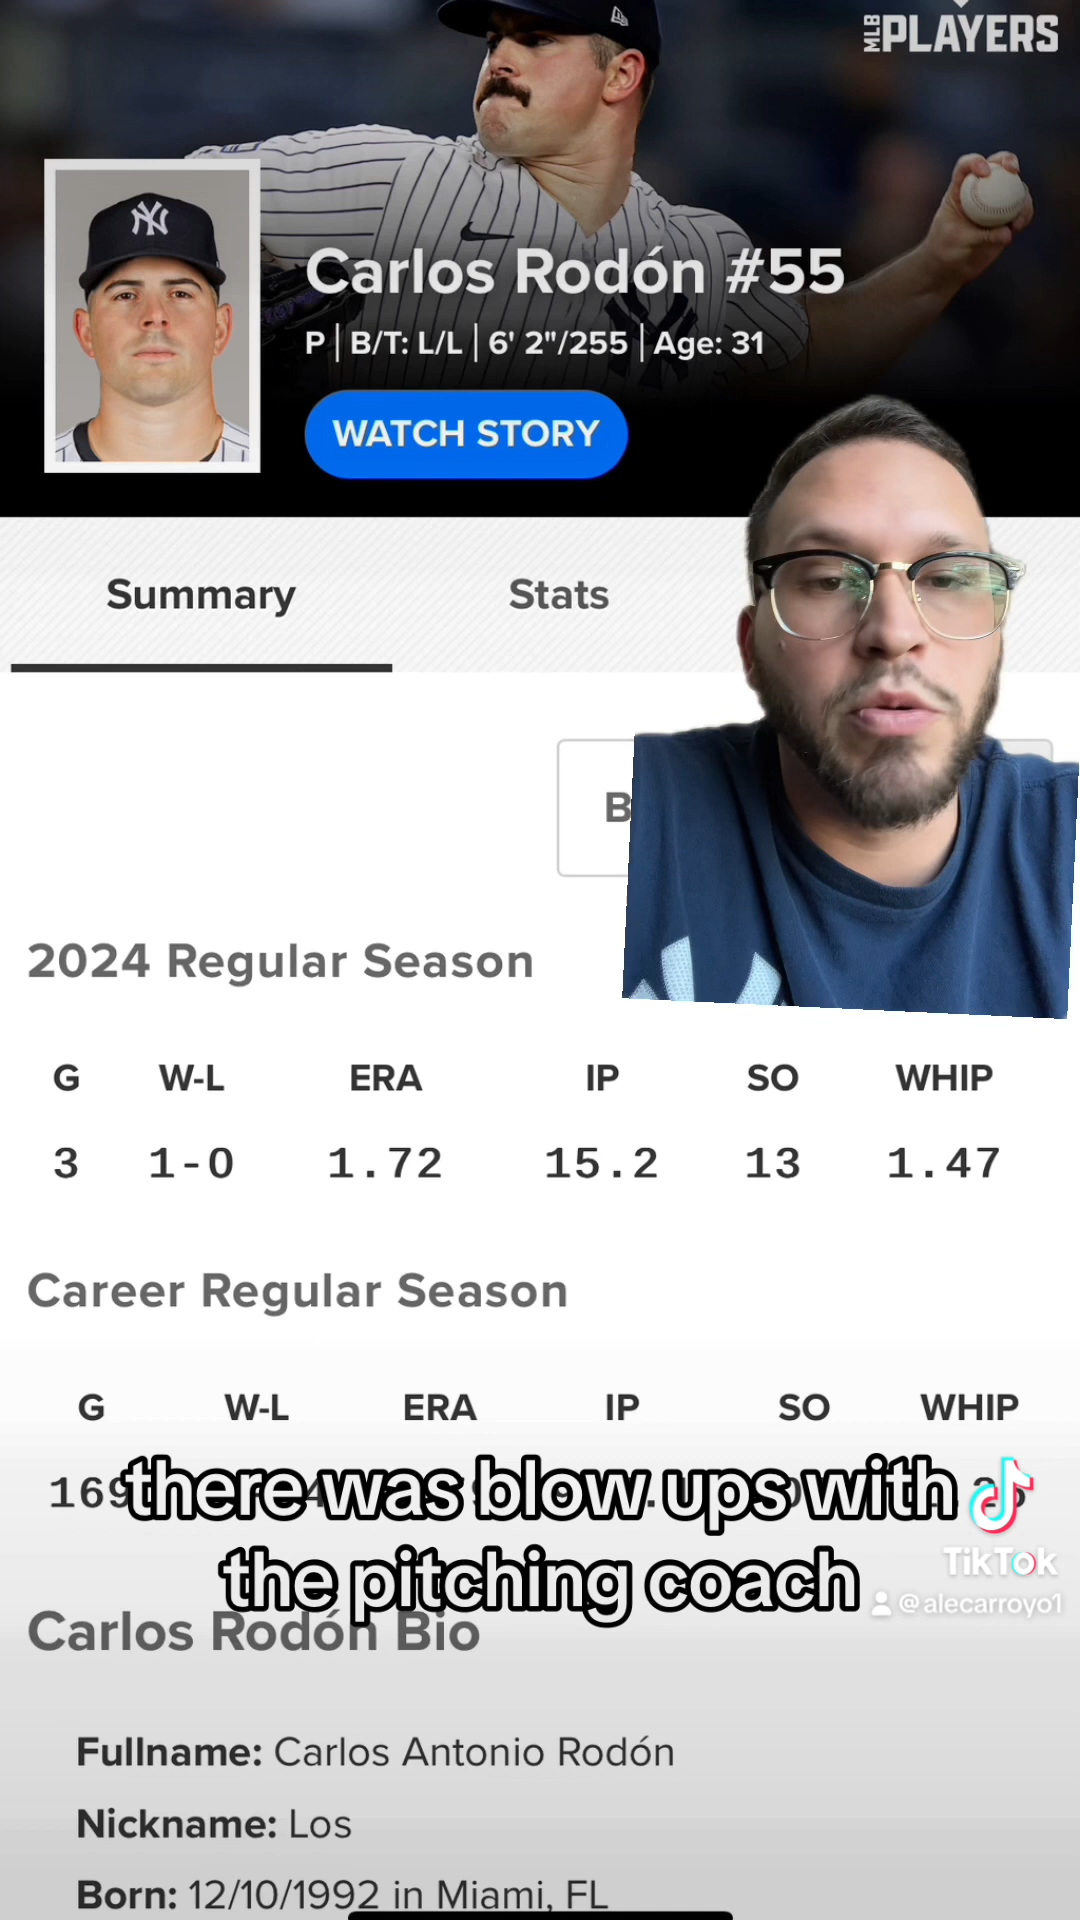 MLB PLAYERS
NY
Carlos Rodón #55
P | B/T: L/L | 6' 2"/255 | Age: 31
WATCH STORY
Summary Stats
B
2024 Regular Season
G W-L ERA IP SO WHIP
3 1-0 1.72 15.2 13 1.47
Career Regular Season
G W-L ERA IP SO WHIP
169
there was blow ups with
the pitching coach
TikTok
@alecarroyo1
Carlos Rodón Bio
Fullname: Carlos Antonio Rodón
Nickname: Los
Born: 12/10/1992 in Miami, FL